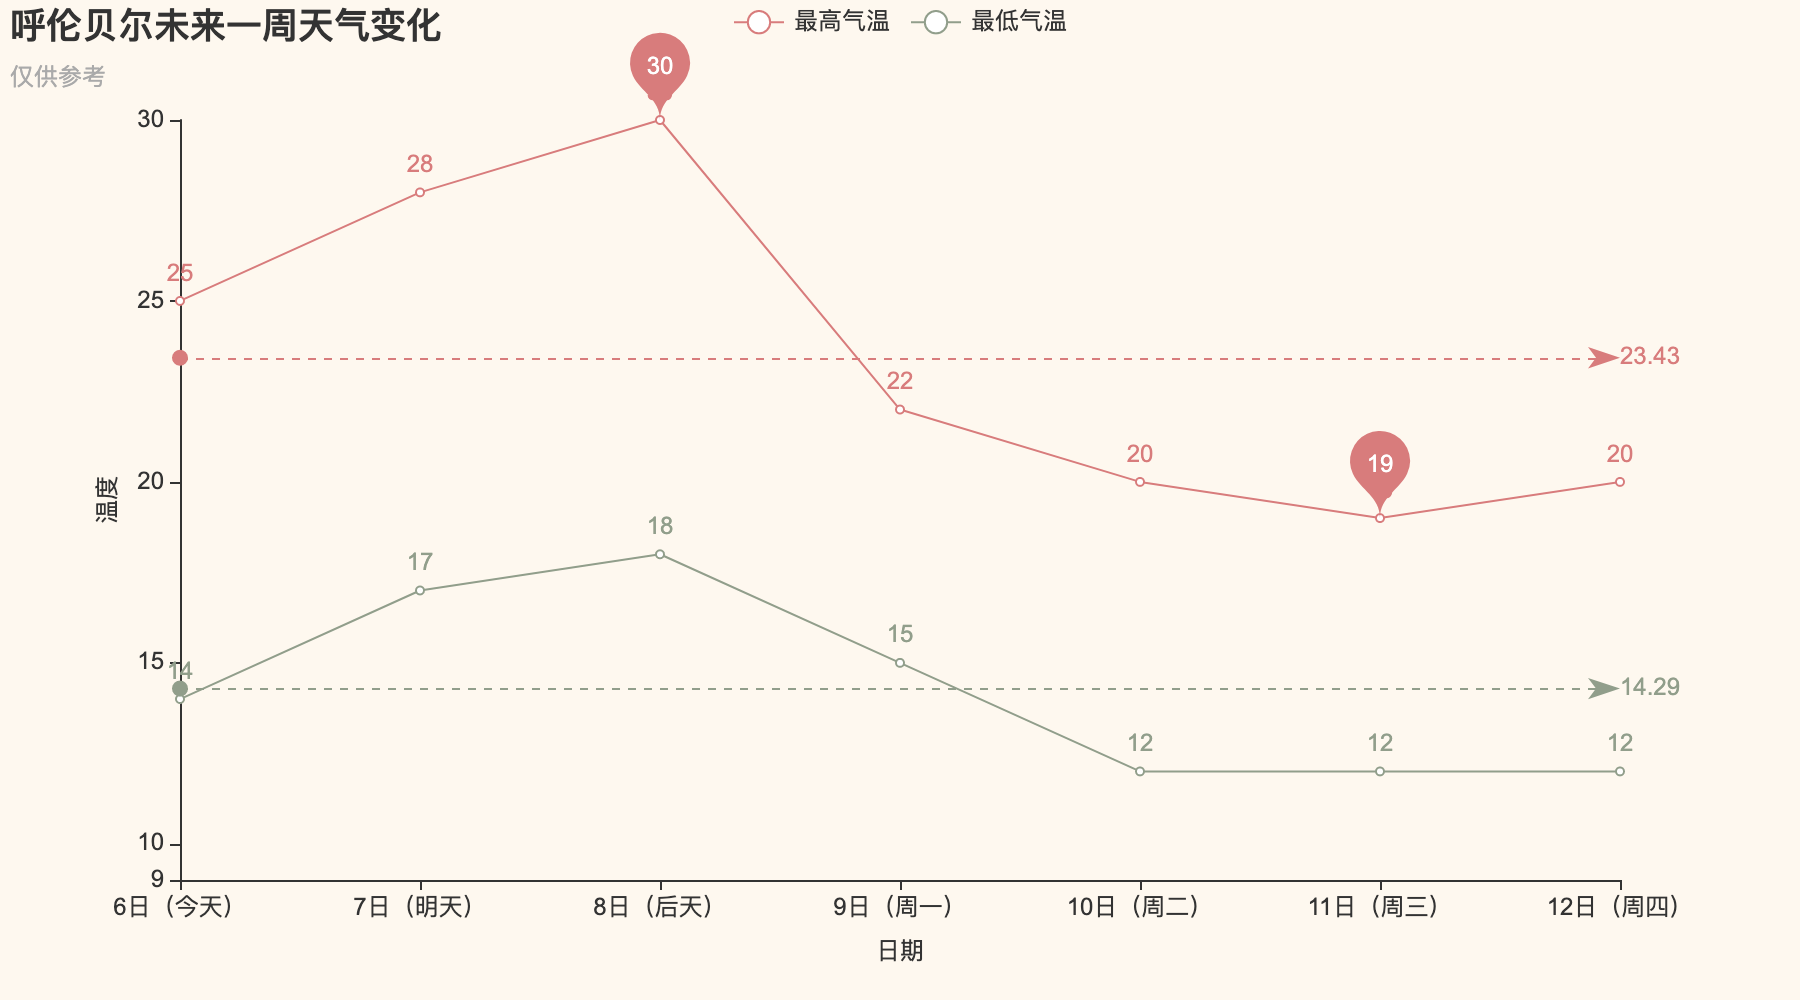 呼伦贝尔未来一周天气变化
仅供参考
最高气温
最低气温
温度
30
25
20
15
10
9
25
28
30
22
20
19
20
23.43
14
17
18
15
12
12
12
14.29
6日（今天）
7日（明天）
8日（后天）
9日（周一）
10日（周二）
11日（周三）
12日（周四）
日期